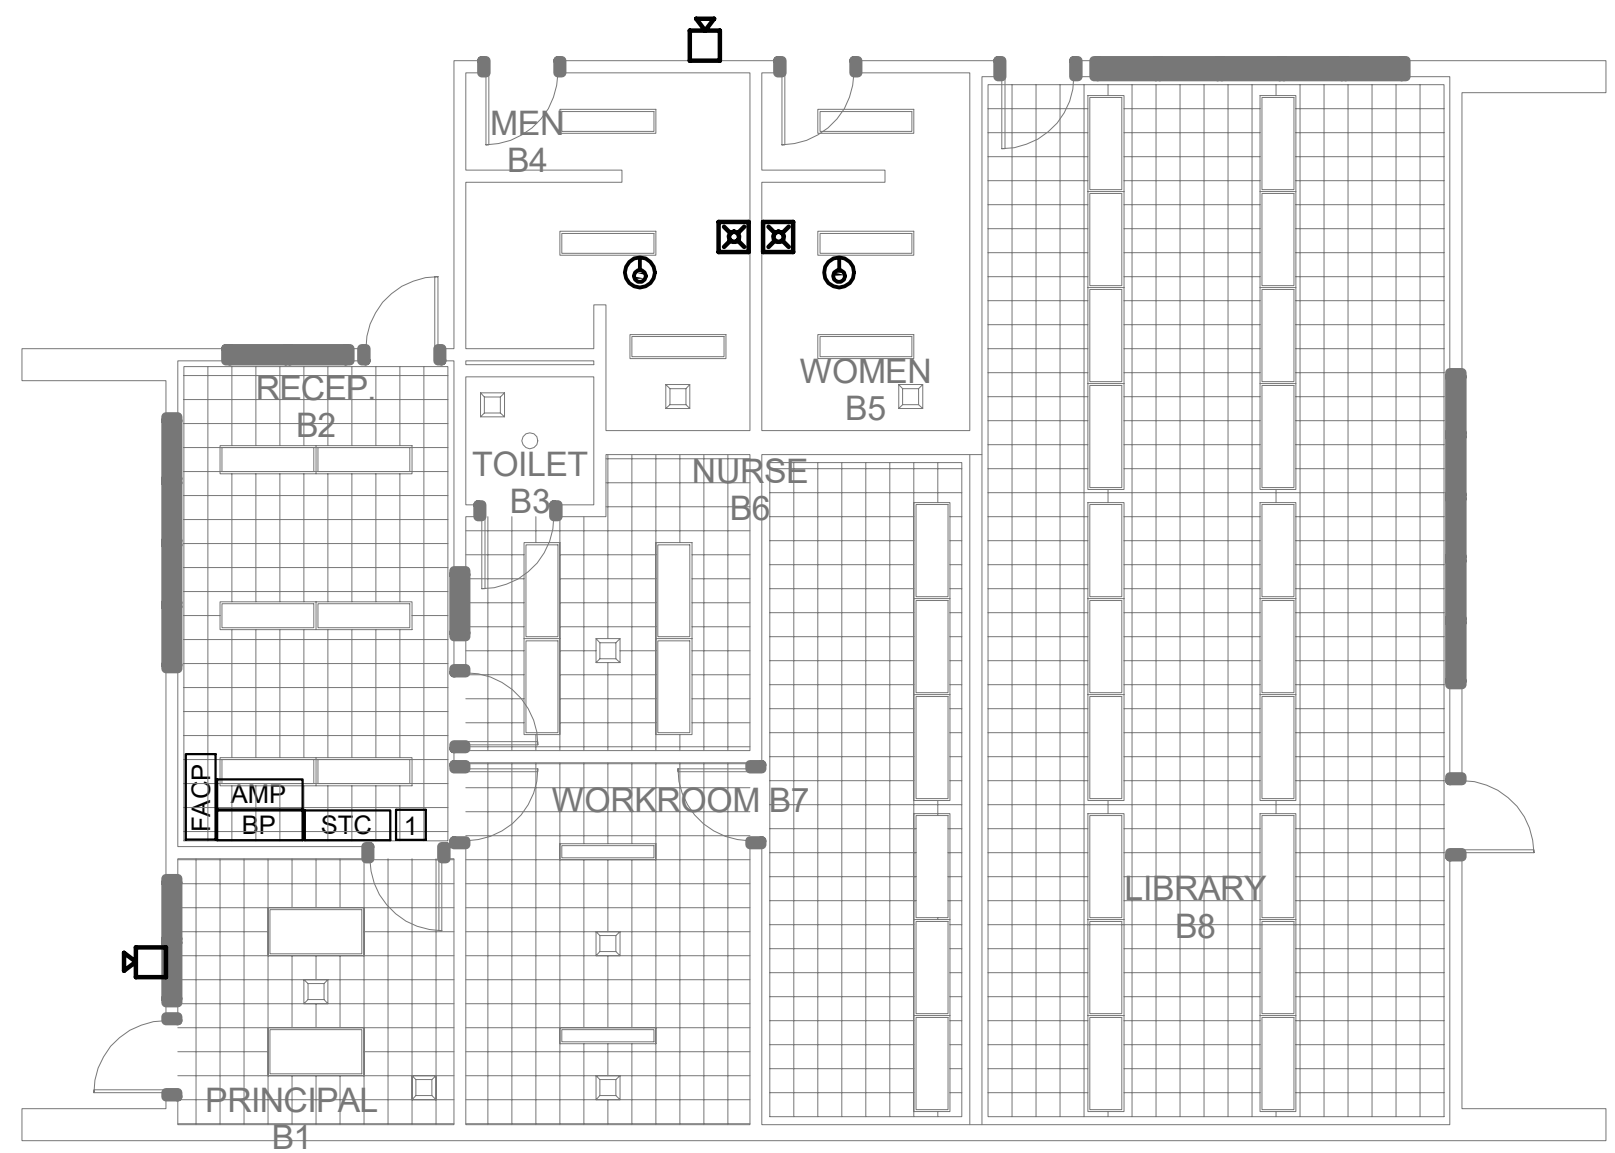 MEN
B4
RECEP.
B2
WOMEN
B5
TOILET
B3
NURSE
B6
FACP
AMP
BP
STC
1
WORKROOM B7
LIBRARY
B8
PRINCIPAL
B1